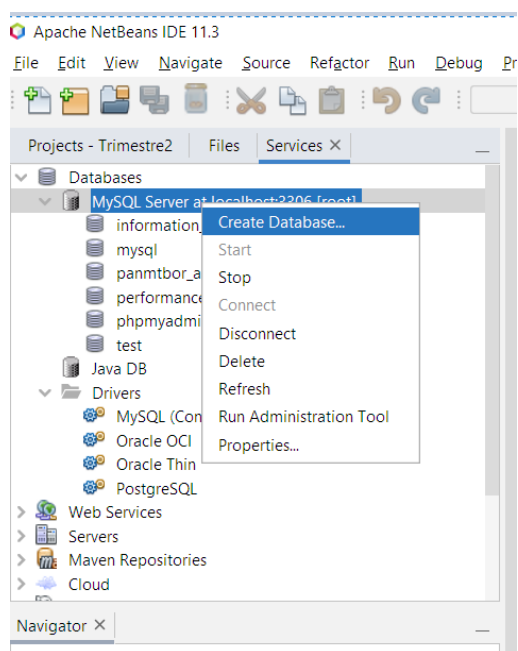 Apache NetBeans IDE 11.3
File Edit View Navigate Source Refactor Run Debug
Projects - Trimestre2 Files Services
Databases
MySQL Server at localhost:3306 [root]
Create Database...
information_
Start
mysql
Stop
panmtbor_a
Connect
performance
Disconnect
phpmyadmi
Delete
test
Refresh
Java DB
Run Administration Tool
Drivers
Properties...
MySQL (Con
Oracle OCI
Oracle Thin
PostgreSQL
Web Services
Servers
Maven Repositories
Cloud
Navigator